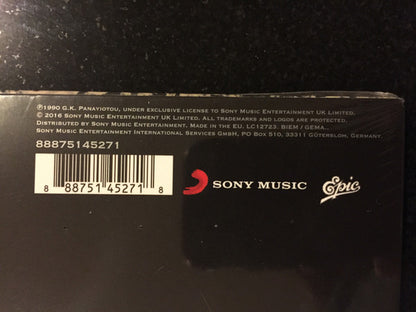 ℗1990 G.K. Panayiotou, under exclusive license to Sony Music Entertainment UK Limited.
© 2016 Sony Music Entertainment UK Limited. All trademarks and logos are protected.
Distributed by Sony Music Entertainment. Made in the EU. LC12723. BIEM / GEMA..
Sony Music Entertainment International Services GmbH, PO Box 510, 33311 Gütersloh, Germany.
88875145271
8 88751 45271 8
SONY MUSIC
Epic